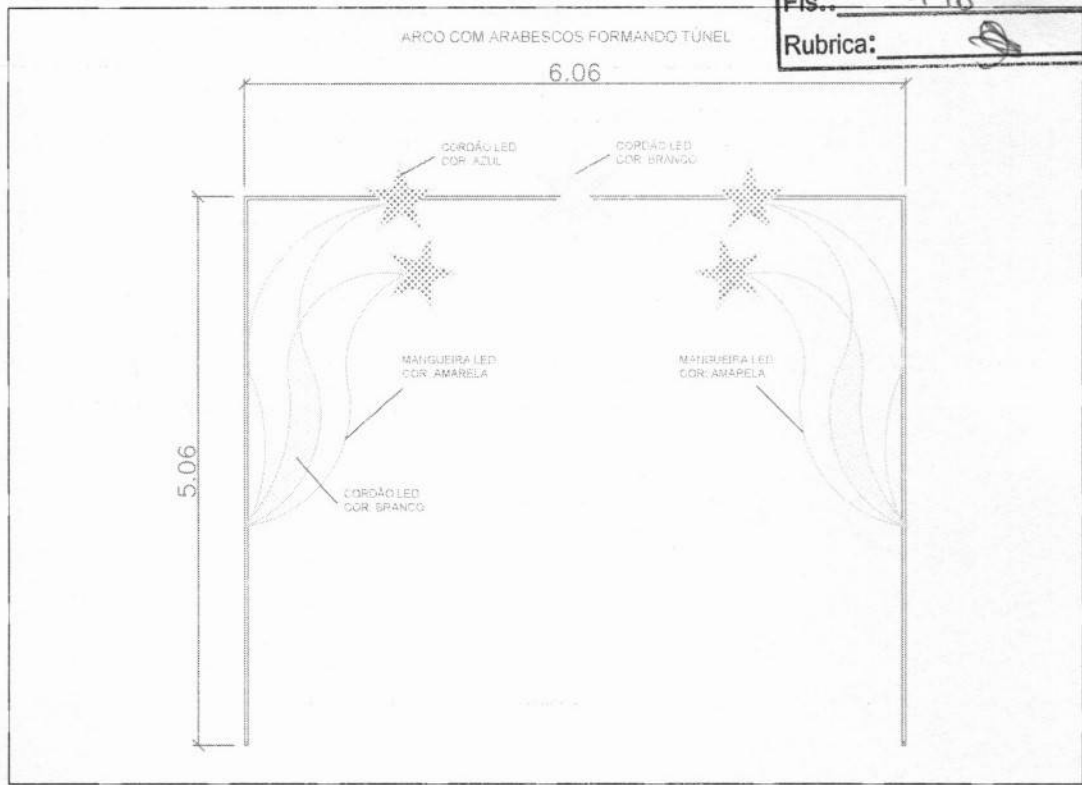 Fls.:
Rubrica:
ARCO COM ARABESCOS FORMANDO TÚNEL
6.06
CORDÃO LED
COR: AZUL
CORDÃO LED
COR: BRANCO
MANGUEIRA LED
COR: AMARELA
MANGUEIRA LED
COR: AMARELA
5.06
CORDÃO LED
COR: BRANCO